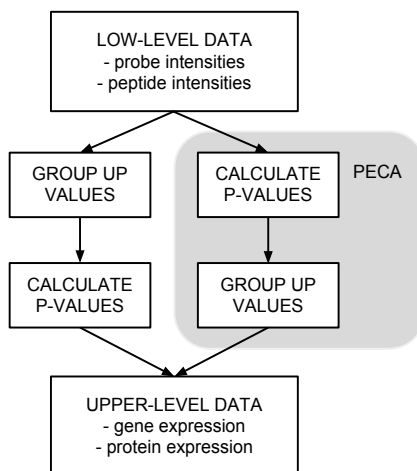 LOW-LEVEL DATA
- probe intensities
- peptide intensities
GROUP UP
VALUES
CALCULATE
P-VALUES
PECA
CALCULATE
P-VALUES
GROUP UP
VALUES
UPPER-LEVEL DATA
- gene expression
- protein expression